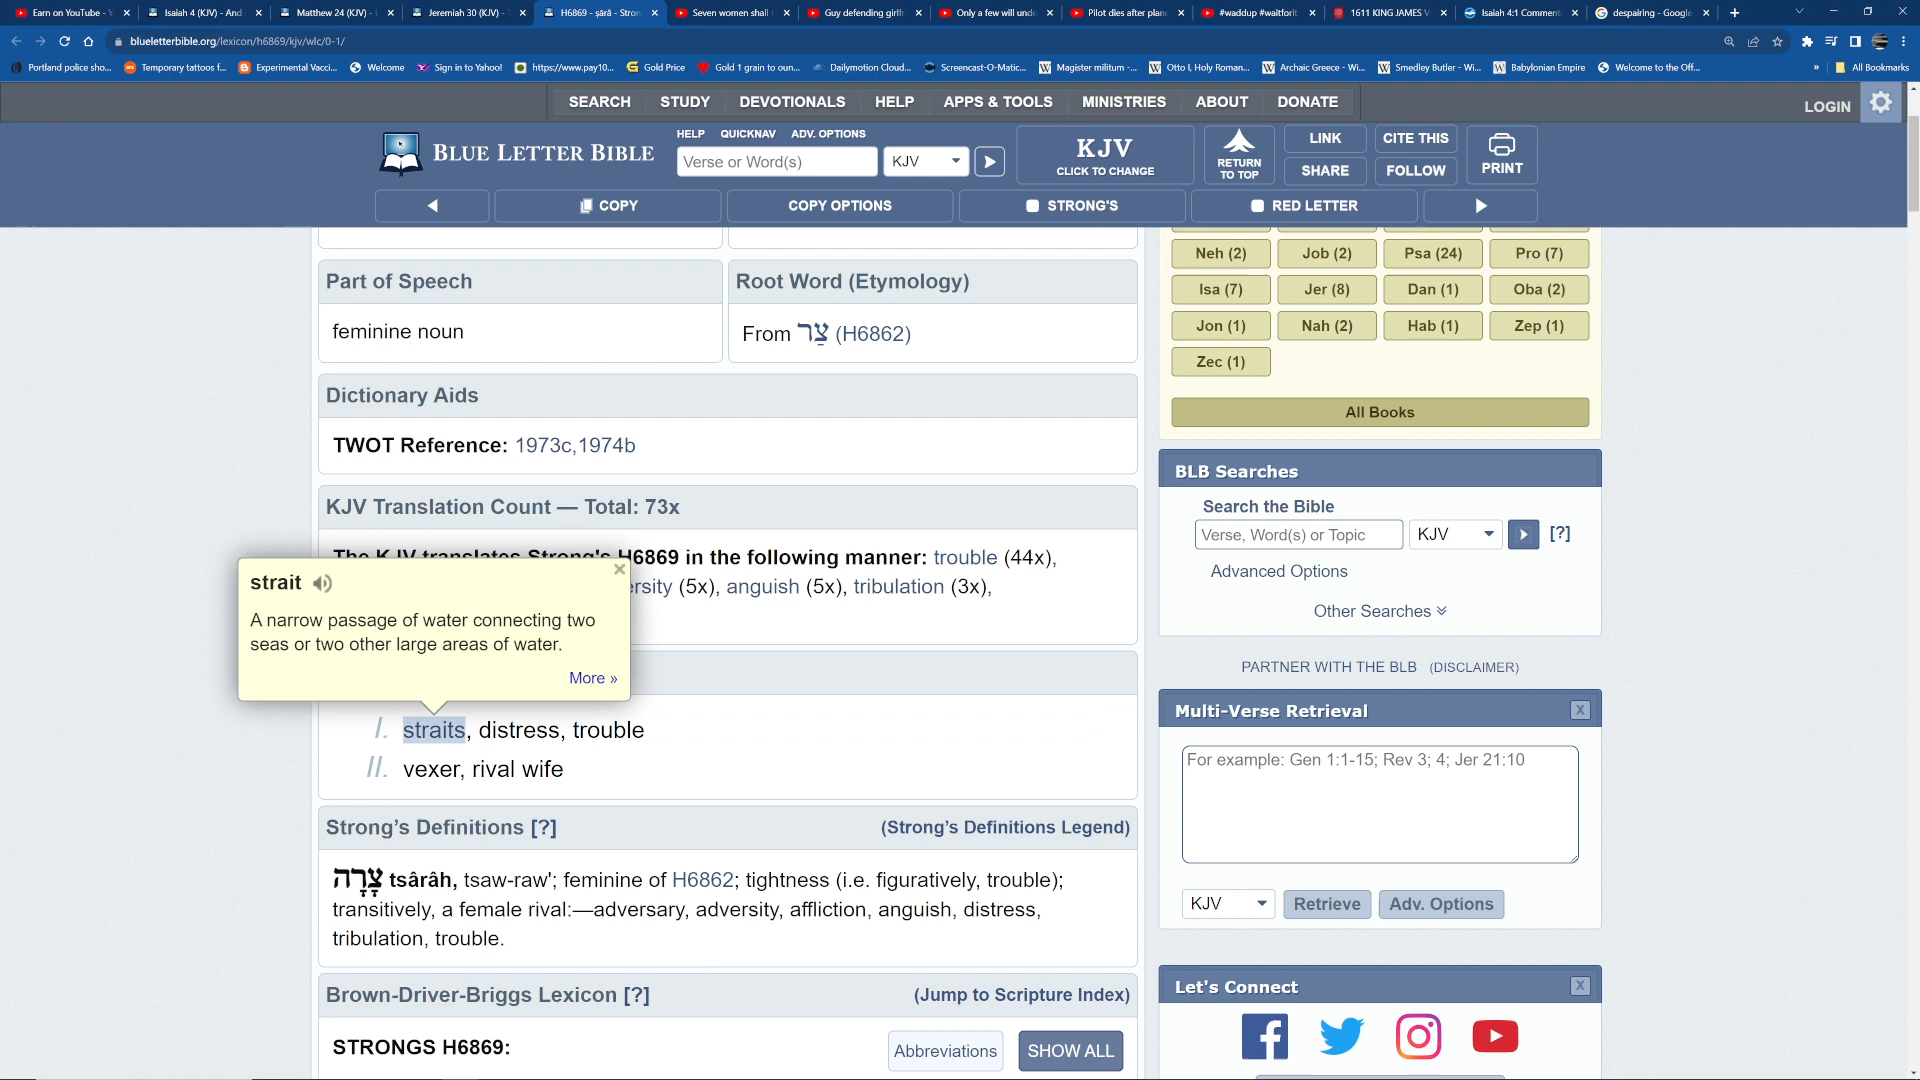 Earn on YouTube - Y
Isaiah 4 (KJV) - And
Matthew 24 (KJV) - 
Jeremiah 30 (KJV) - 
H6869 - ṣārâ - Stron
Seven women shall
Guy defending girlfr
Only a few will und
Pilot dies after plan
#waddup #waitforit
1611 KING JAMES V
Isaiah 4:1 Comment
despairing - Google
blueletterbible.org/lexicon/h6869/kjv/wlc/0-1/
Portland police sho...
Temporary tattoos f...
Experimental Vacci...
Welcome
Sign in to Yahoo!
https://www.pay10...
Gold Price
Gold 1 grain to oun...
Dailymotion Cloud...
Screencast-O-Matic...
Magister militum -...
Otto I, Holy Roman...
Archaic Greece - Wi...
Smedley Butler - Wi...
Babylonian Empire
Welcome to the Off...
»
All Bookmarks
SEARCH STUDY DEVOTIONALS HELP APPS & TOOLS MINISTRIES ABOUT DONATE
LOGIN
BLUE LETTER BIBLE
HELP QUICKNAV ADV. OPTIONS
Verse or Word(s)
KJV
KJV
CLICK TO CHANGE
RETURN
TO TOP
LINK
CITE THIS
SHARE
FOLLOW
PRINT
COPY
COPY OPTIONS
STRONG'S
RED LETTER
Part of Speech
feminine noun
Root Word (Etymology)
From צַר (H6862)
Dictionary Aids
TWOT Reference: 1973c,1974b
KJV Translation Count — Total: 73x
The KJV translates Strong's H6869 in the following manner: trouble (44x),
ersity (5x), anguish (5x), tribulation (3x),
strait
A narrow passage of water connecting two
seas or two other large areas of water.
More »
I. straits, distress, trouble
II. vexer, rival wife
Strong’s Definitions [?]
(Strong’s Definitions Legend)
צָרָה tsârâh, tsaw-raw'; feminine of H6862; tightness (i.e. figuratively, trouble);
transitively, a female rival:—adversary, adversity, affliction, anguish, distress,
tribulation, trouble.
Brown-Driver-Briggs Lexicon [?]
(Jump to Scripture Index)
STRONGS H6869:
Abbreviations
SHOW ALL
Neh (2) Job (2) Psa (24) Pro (7)
Isa (7) Jer (8) Dan (1) Oba (2)
Jon (1) Nah (2) Hab (1) Zep (1)
Zec (1)
All Books
BLB Searches
Search the Bible
Verse, Word(s) or Topic
KJV
[?]
Advanced Options
Other Searches
PARTNER WITH THE BLB (DISCLAIMER)
Multi-Verse Retrieval
X
For example: Gen 1:1-15; Rev 3; 4; Jer 21:10
KJV
Retrieve
Adv. Options
Let's Connect
X